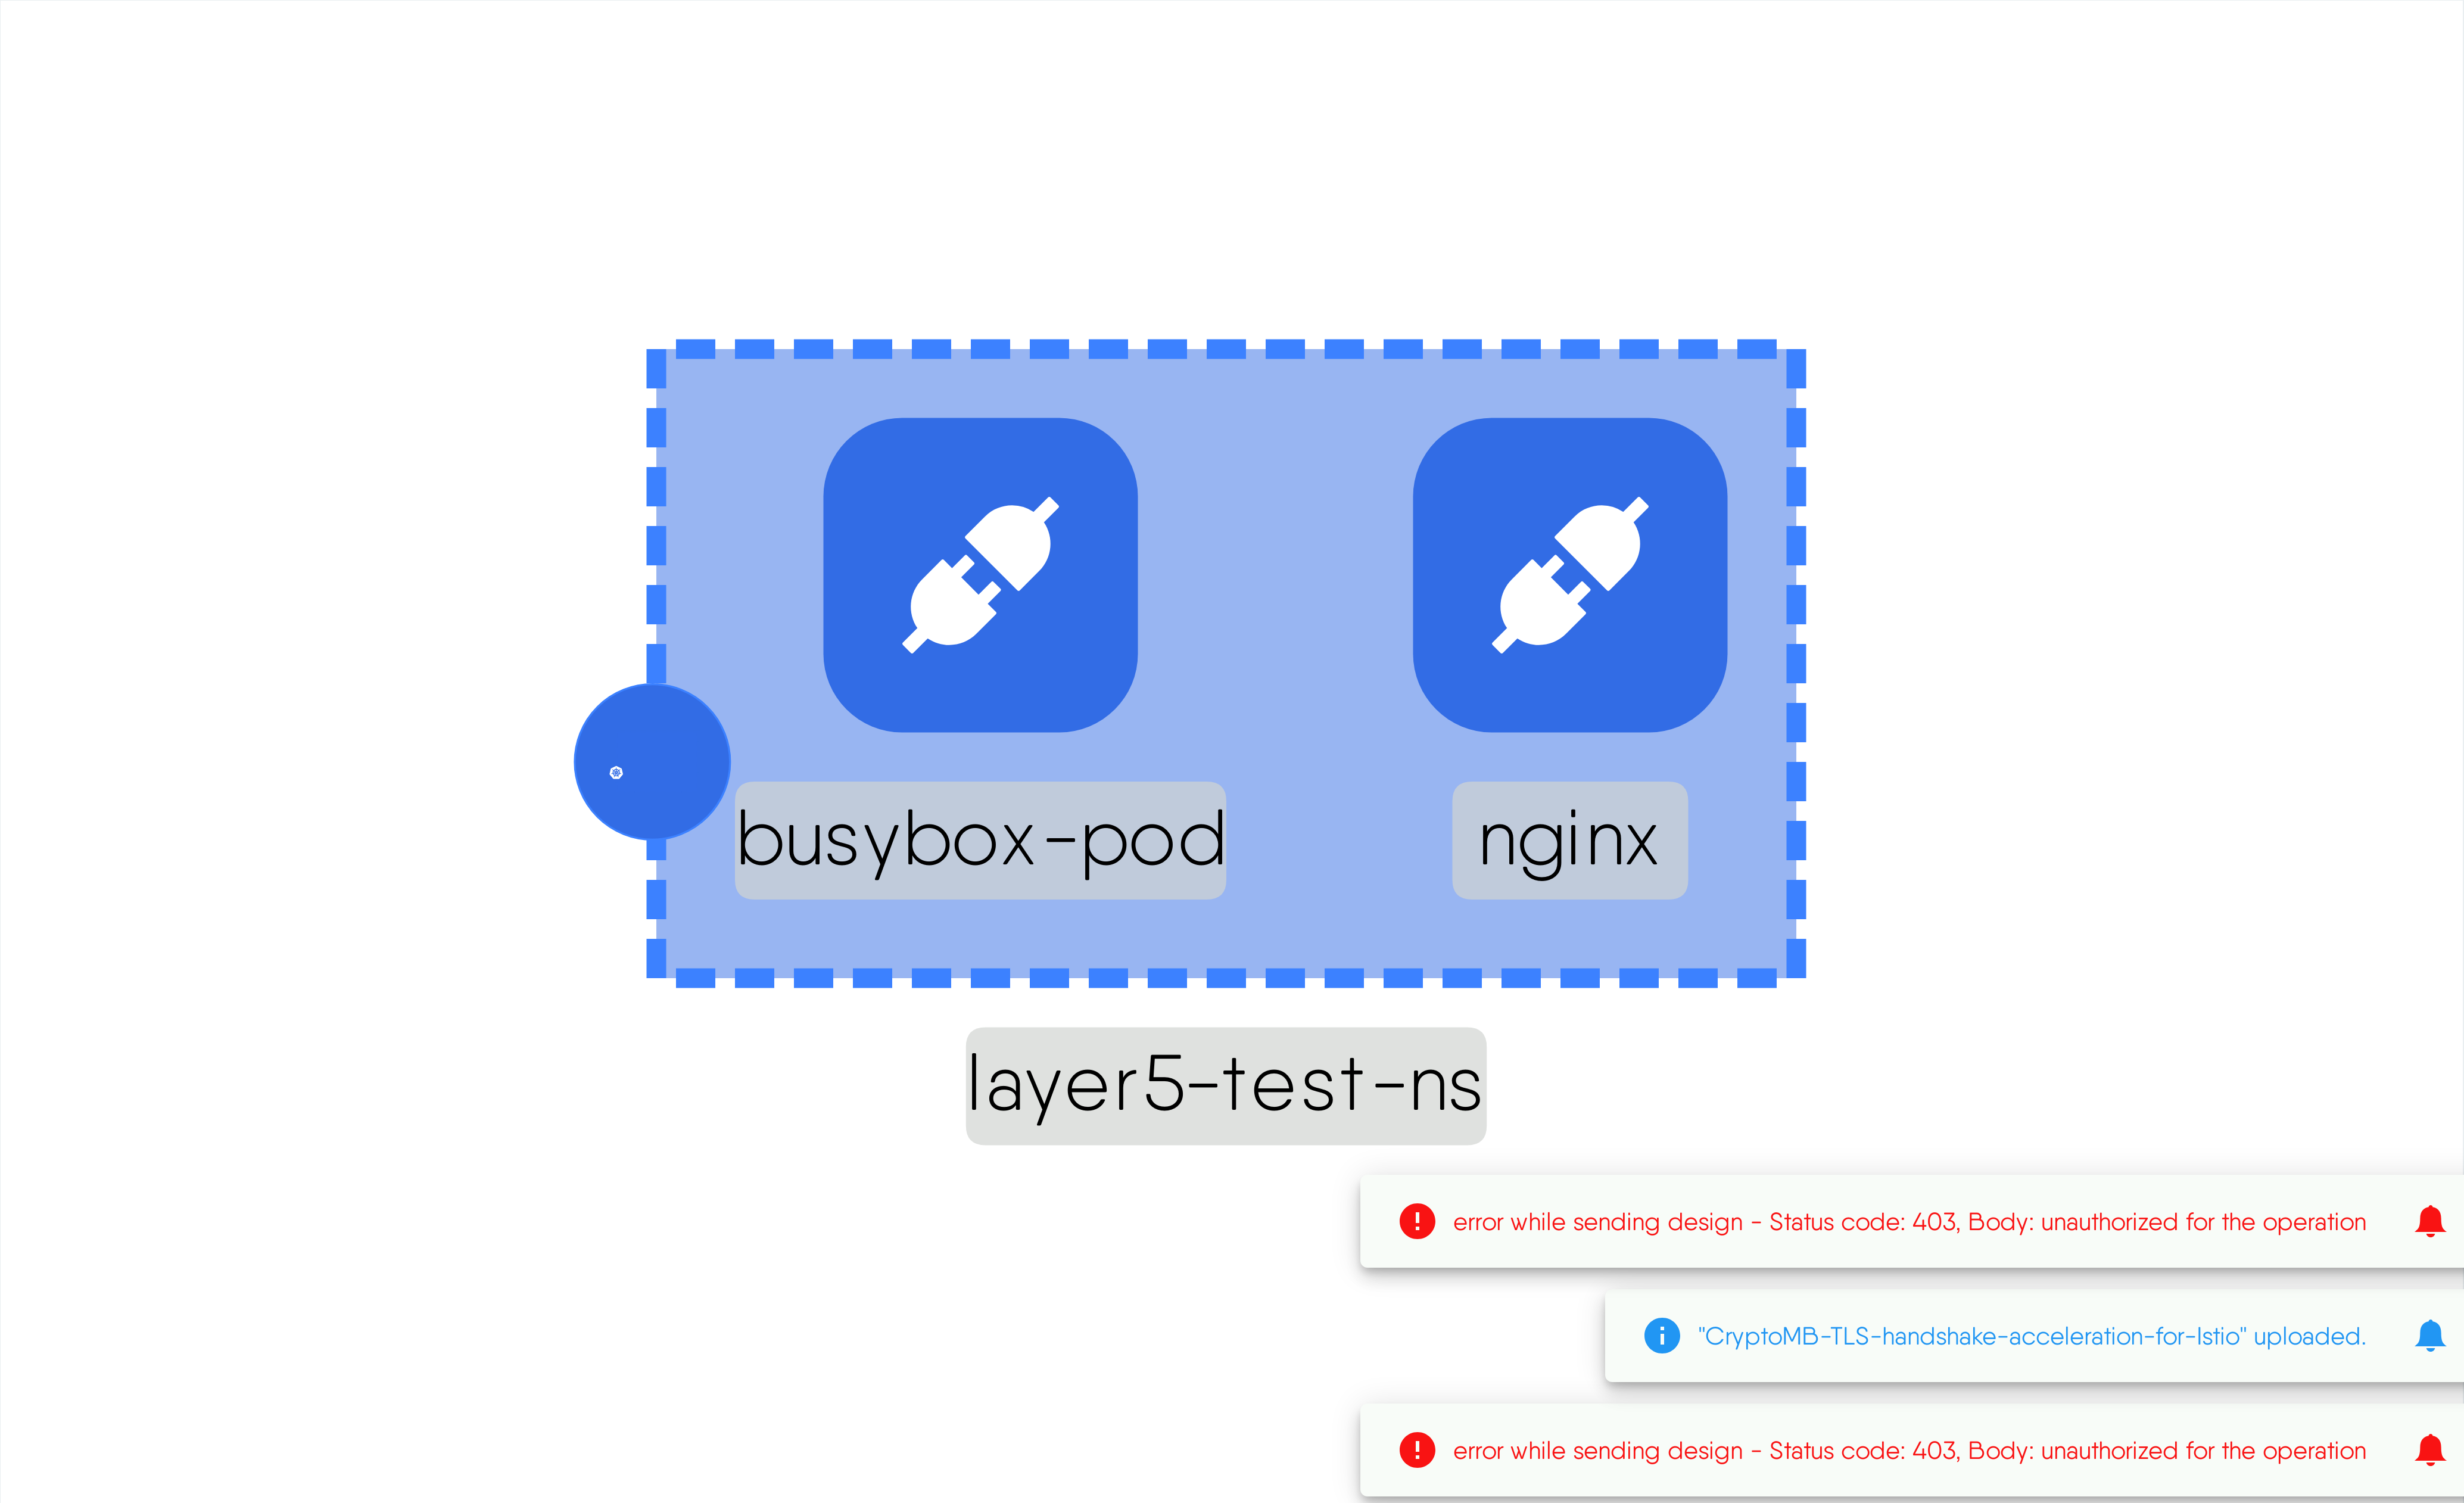 busybox-pod
nginx
layer5-test-ns
error while sending design - Status code: 403, Body: unauthorized for the operation
"CryptoMB-TLS-handshake-acceleration-for-Istio" uploaded.
error while sending design - Status code: 403, Body: unauthorized for the operation